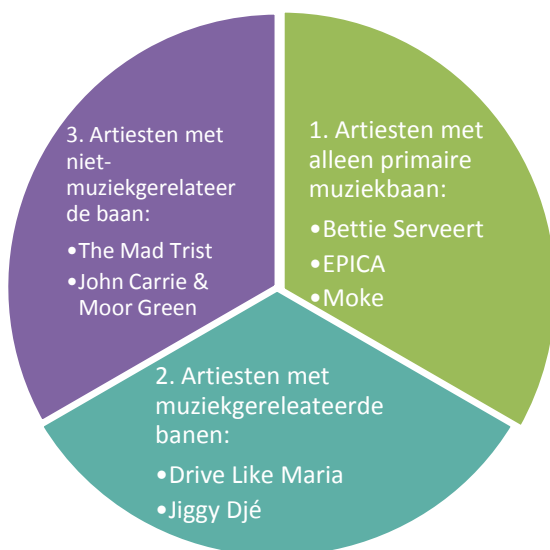 1. Artiesten met
alleen primaire
muziekbaan:
•Bettie Serveert
•EPICA
•Moke
2. Artiesten met
muziekgereleateerde
banen:
•Drive Like Maria
•Jiggy Djé
3. Artiesten met
niet-
muziekgerelateer
de baan:
•The Mad Trist
•John Carrie &
Moor Green